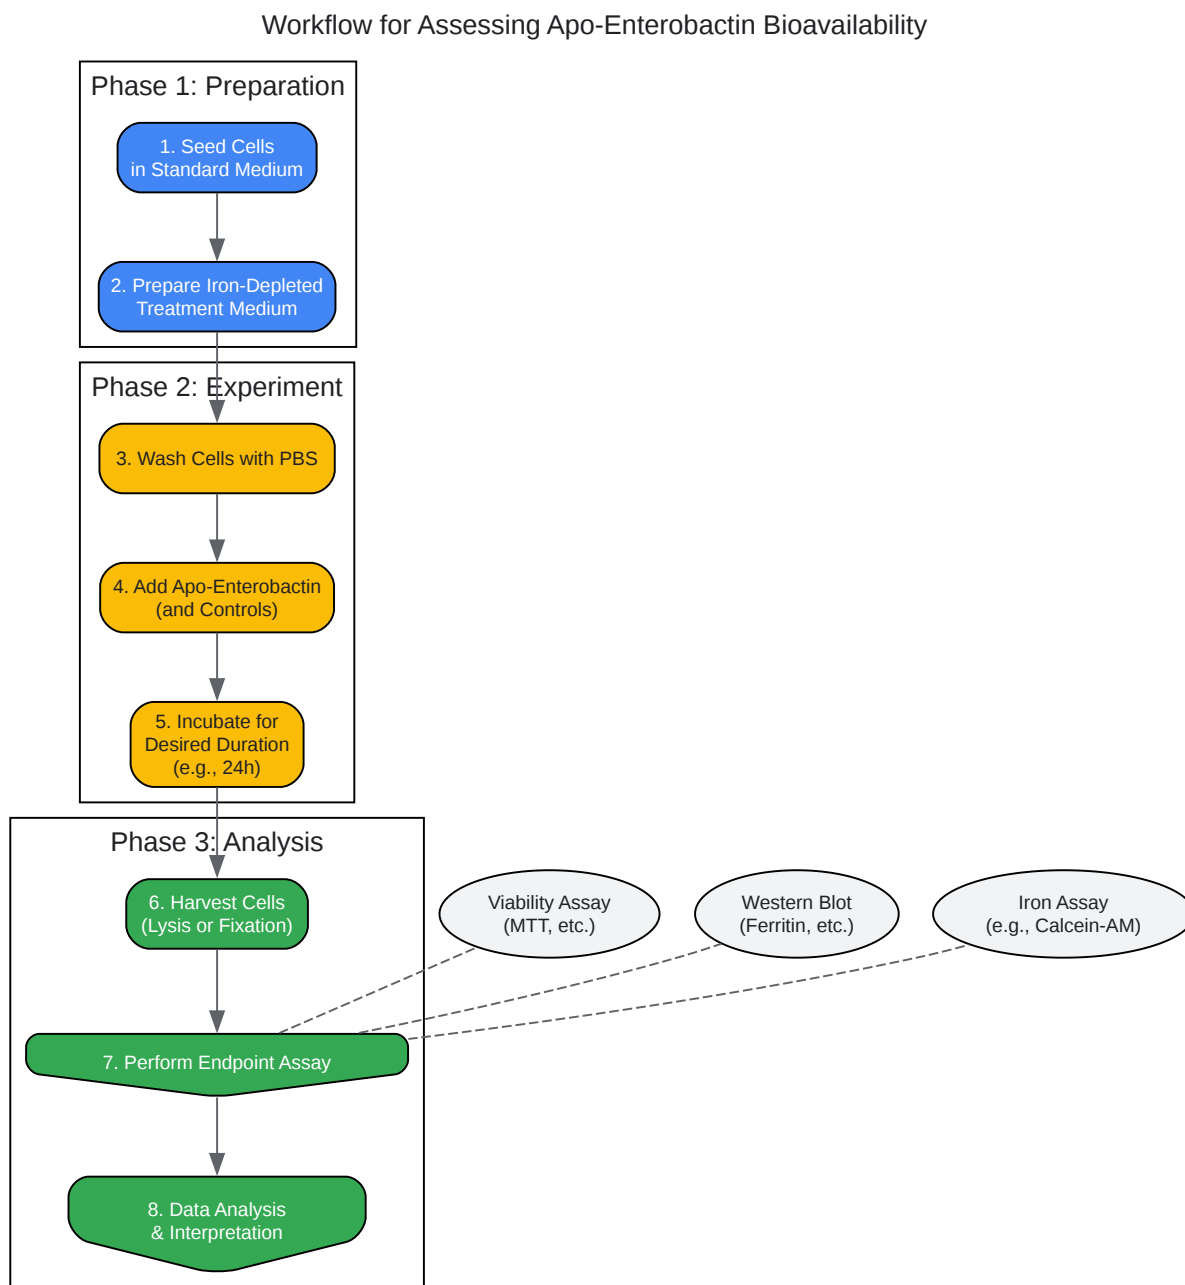 Workflow for Assessing Apo-Enterobactin Bioavailability
Phase 1: Preparation
1. Seed Cells
in Standard Medium
2. Prepare Iron-Depleted
Treatment Medium
Phase 2: Experiment
3. Wash Cells with PBS
4. Add Apo-Enterobactin
(and Controls)
5. Incubate for
Desired Duration
(e.g., 24h)
Phase 3: Analysis
6. Harvest Cells
(Lysis or Fixation)
Viability Assay
(MTT, etc.)
Western Blot
(Ferritin, etc.)
Iron Assay
(e.g., Calcein-AM)
7. Perform Endpoint Assay
8. Data Analysis
& Interpretation